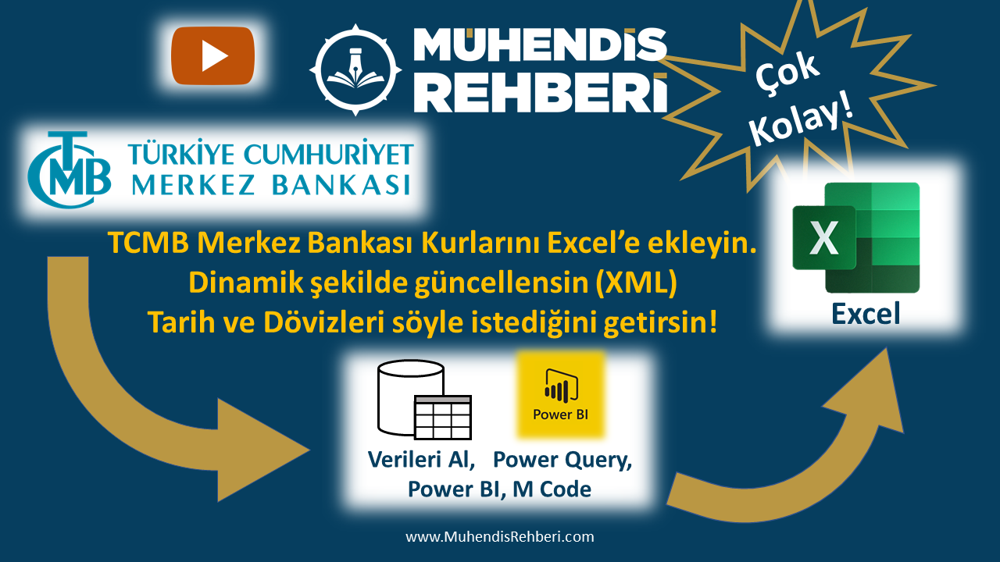 MÜHENDİS
REHBERİ
Çok
Kolay!
TCMB
TÜRKİYE CUMHURİYET
MERKEZ BANKASI
TCMB Merkez Bankası Kurlarını Excel’e ekleyin.
Dinamik şekilde güncellensin (XML)
Tarih ve Dövizleri söyle istediğini getirsin!
X
Excel
Power BI
Verileri Al, Power Query,
Power BI, M Code
www.MuhendisRehberi.com